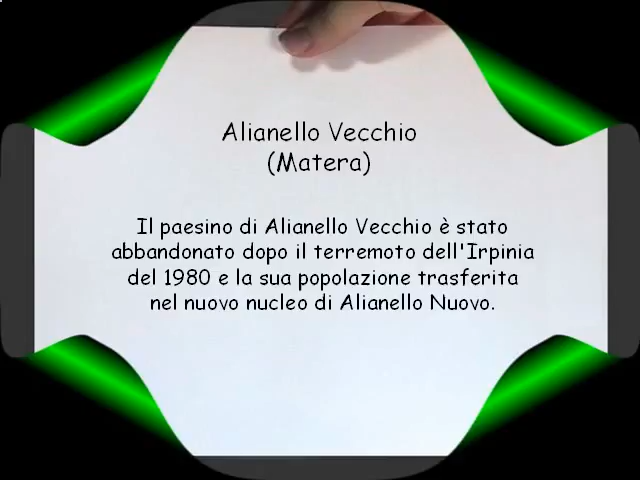 Alianello Vecchio
(Matera)
Il paesino di Alianello Vecchio è stato
abbandonato dopo il terremoto dell'Irpinia
del 1980 e la sua popolazione trasferita
nel nuovo nucleo di Alianello Nuovo.